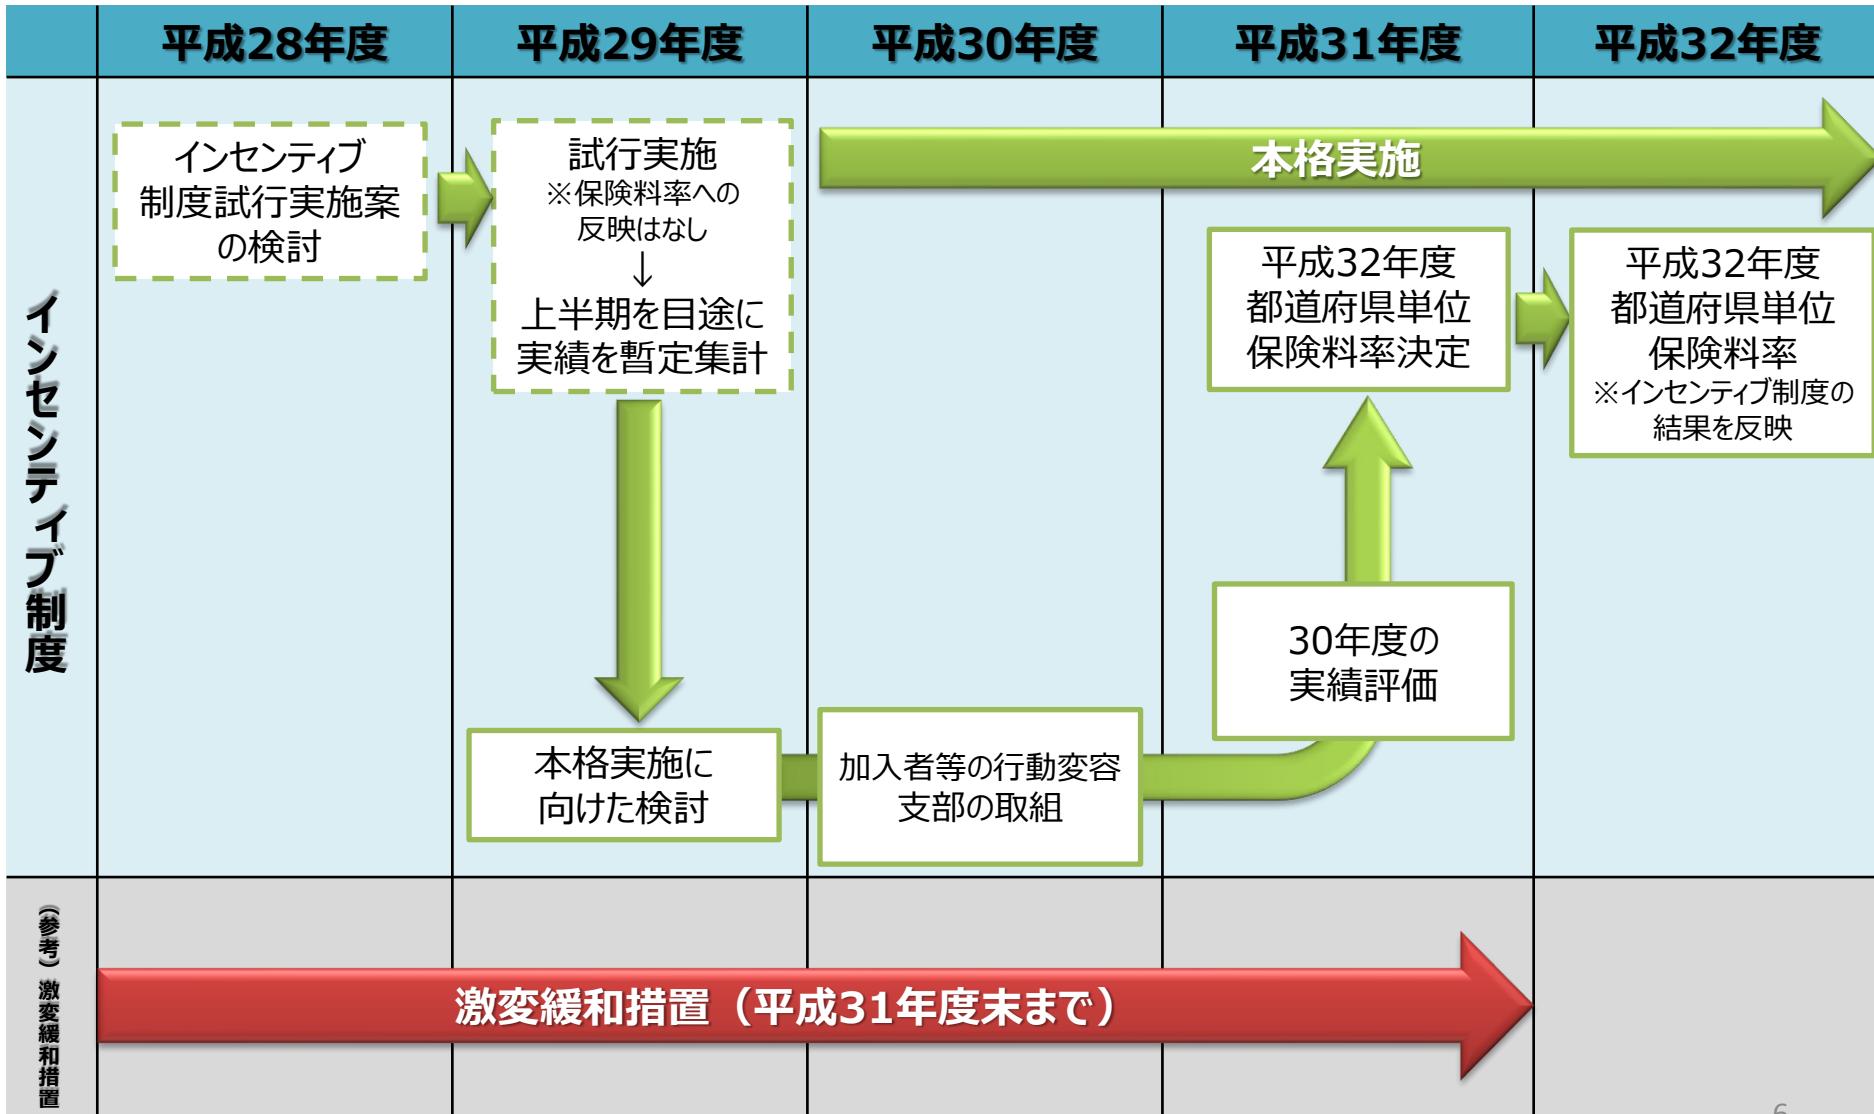 平成28年度
平成29年度
平成30年度
平成31年度
平成32年度
インセンティブ制度
インセンティブ
制度試行実施案
の検討
試行実施
※保険料率への
反映はなし
↓
上半期を目途に
実績を暫定集計
本格実施に
向けた検討
本格実施
加入者等の行動変容
支部の取組
30年度の
実績評価
平成32年度
都道府県単位
保険料率決定
平成32年度
都道府県単位
保険料率
※インセンティブ制度の
結果を反映
（参考）激変緩和措置
激変緩和措置（平成31年度末まで）
6